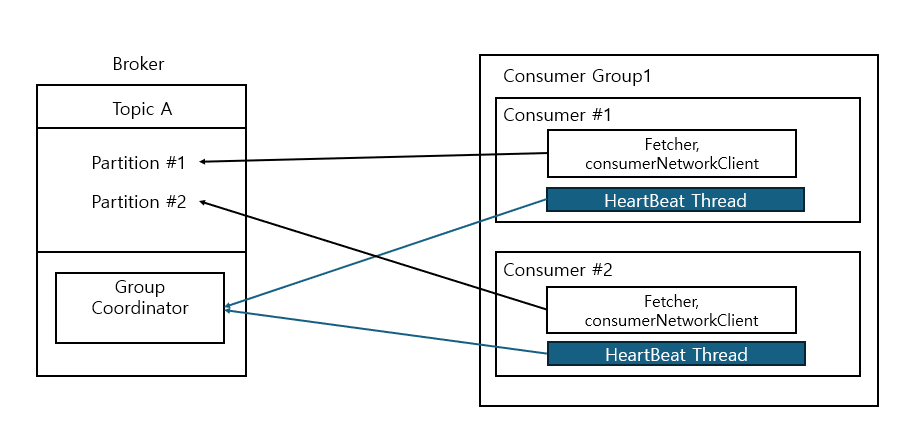 Broker
Topic A
Partition #1
Partition #2
Group
Coordinator
Consumer Group1
Consumer #1
Fetcher,
consumerNetworkClient
HeartBeat Thread
Consumer #2
Fetcher,
consumerNetworkClient
HeartBeat Thread